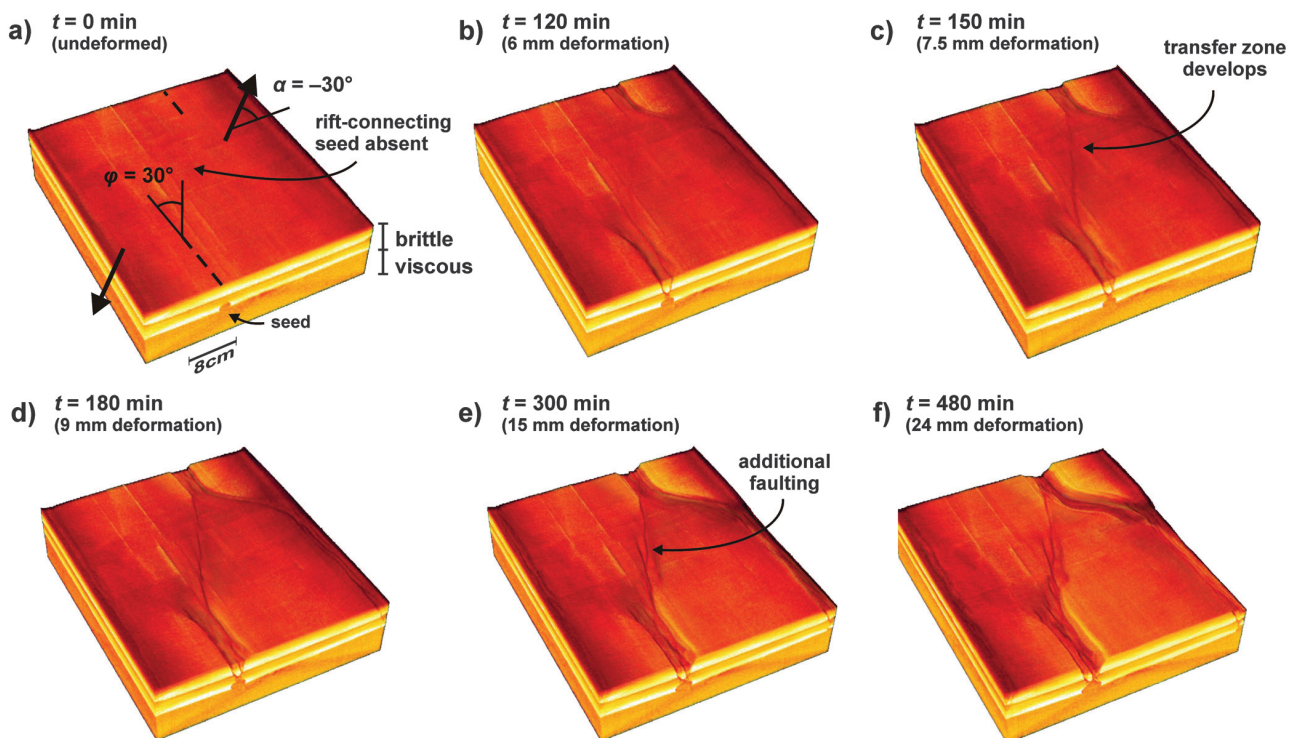 a)
t = 0 min
(undeformed)
α = –30°
rift-connecting
seed absent
φ = 30°
brittle
viscous
seed
8cm
b)
t = 120 min
(6 mm deformation)
c)
t = 150 min
(7.5 mm deformation)
transfer zone
develops
d)
t = 180 min
(9 mm deformation)
e)
t = 300 min
(15 mm deformation)
additional
faulting
f)
t = 480 min
(24 mm deformation)